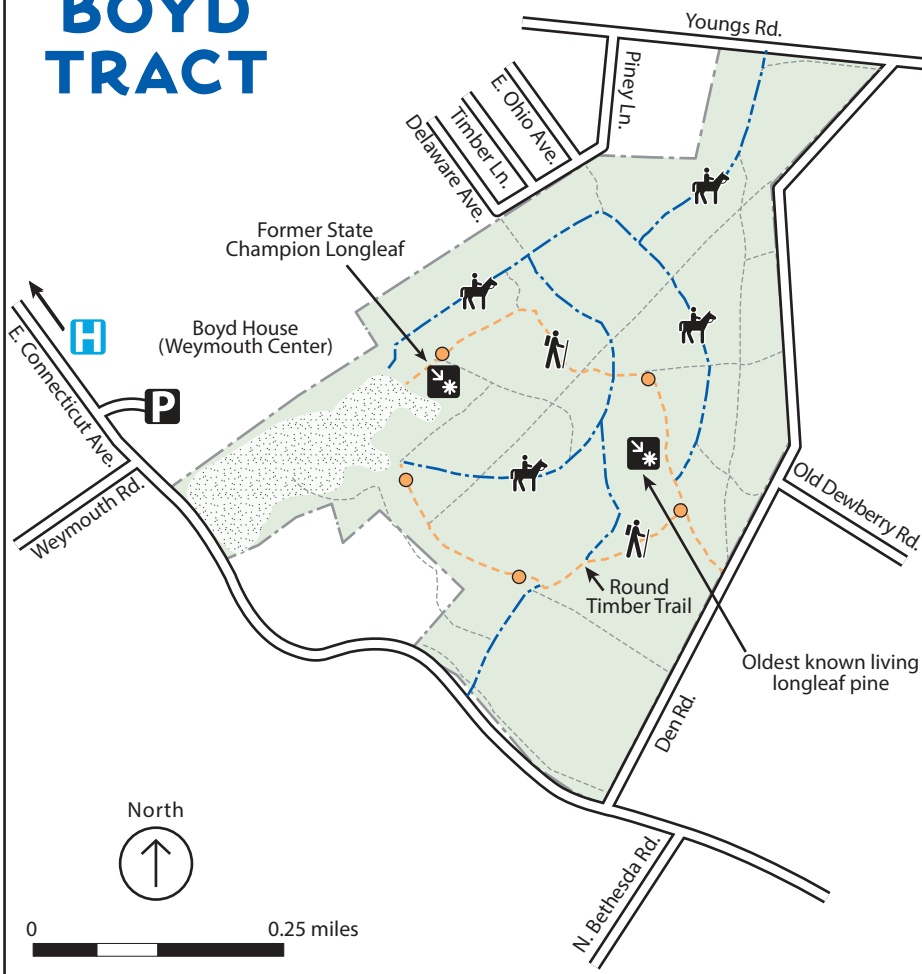 BOYD
TRACT
Youngs Rd.
Piney Ln.
E. Ohio Ave.
Timber Ln.
Delaware Ave.
Former State
Champion Longleaf
H
Boyd House
(Weymouth Center)
E. Connecticut Ave.
P
Weymouth Rd.
Old Dewberry Rd.
Round
Timber Trail
Oldest known living
longleaf pine
Den Rd.
North
N. Bethesda Rd.
0 0.25 miles